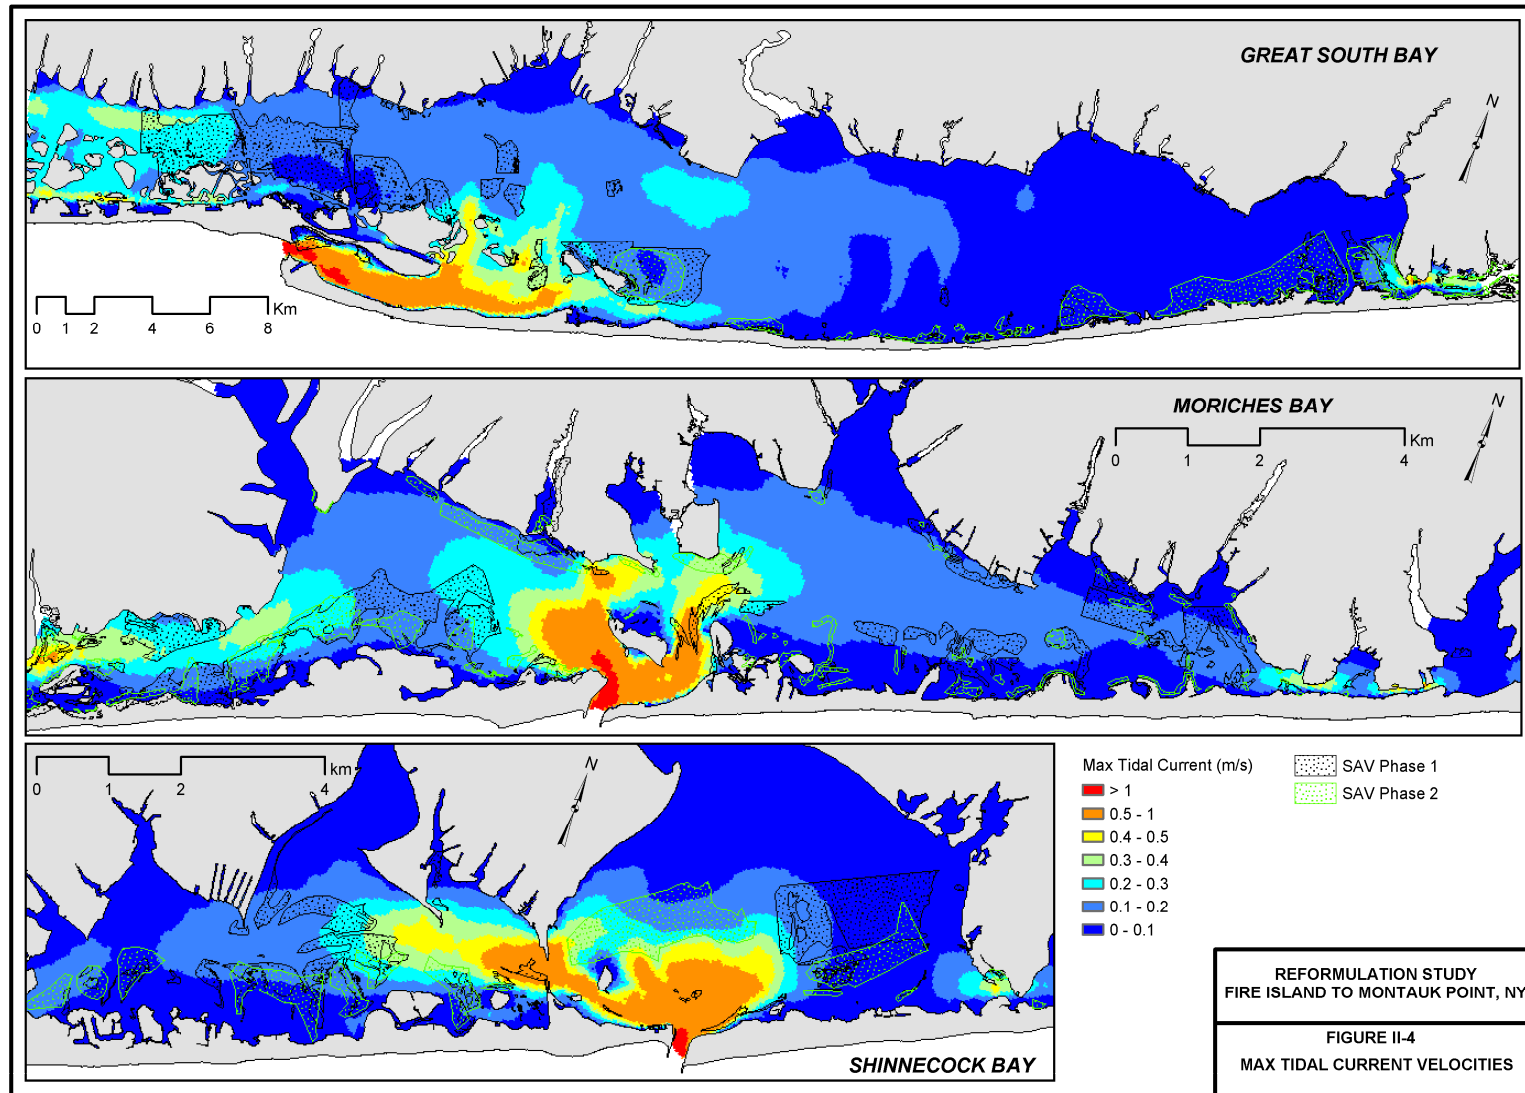 GREAT SOUTH BAY
N
0 1 2 4 6 8 Km
MORICHES BAY
N
0 1 2 4 Km
N
0 1 2 4 km
SHINNECOCK BAY
Max Tidal Current (m/s)
> 1
0.5 - 1
0.4 - 0.5
0.3 - 0.4
0.2 - 0.3
0.1 - 0.2
0 - 0.1
SAV Phase 1
SAV Phase 2
REFORMULATION STUDY
FIRE ISLAND TO MONTAUK POINT, NY
FIGURE II-4
MAX TIDAL CURRENT VELOCITIES